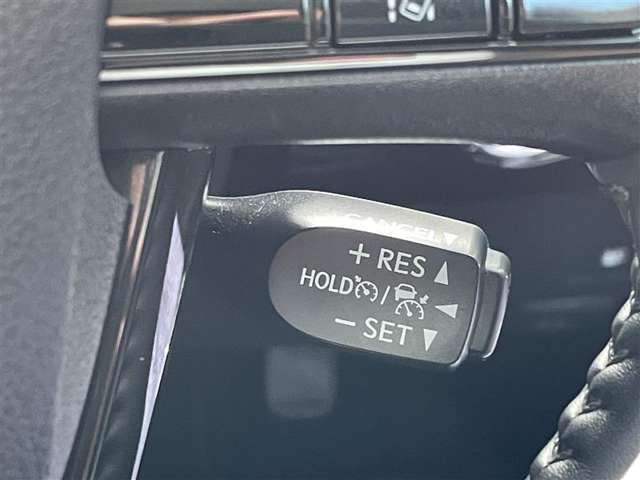 CANCEL▼
+ RES ▲
HOLD / ◄
− SET ▼